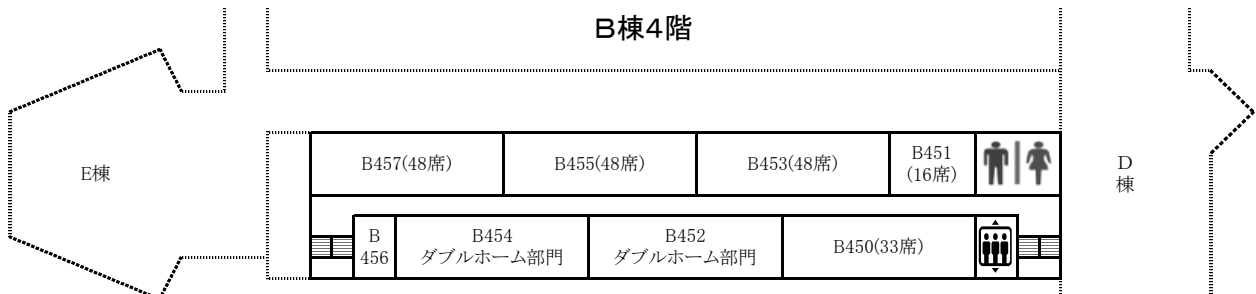 B棟4階
E棟
B457(48席)
B455(48席)
B453(48席)
B451
(16席)
D
棟
B
456
B454
ダブルホーム部門
B452
ダブルホーム部門
B450(33席)